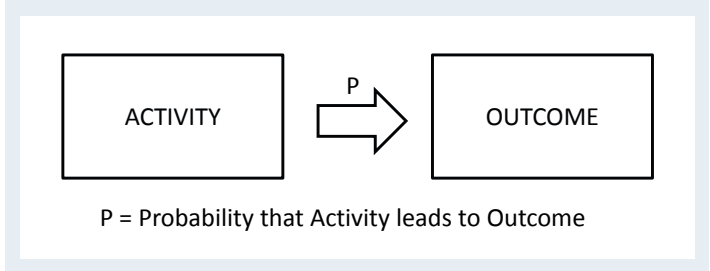 P
ACTIVITY
OUTCOME
P = Probability that Activity leads to Outcome